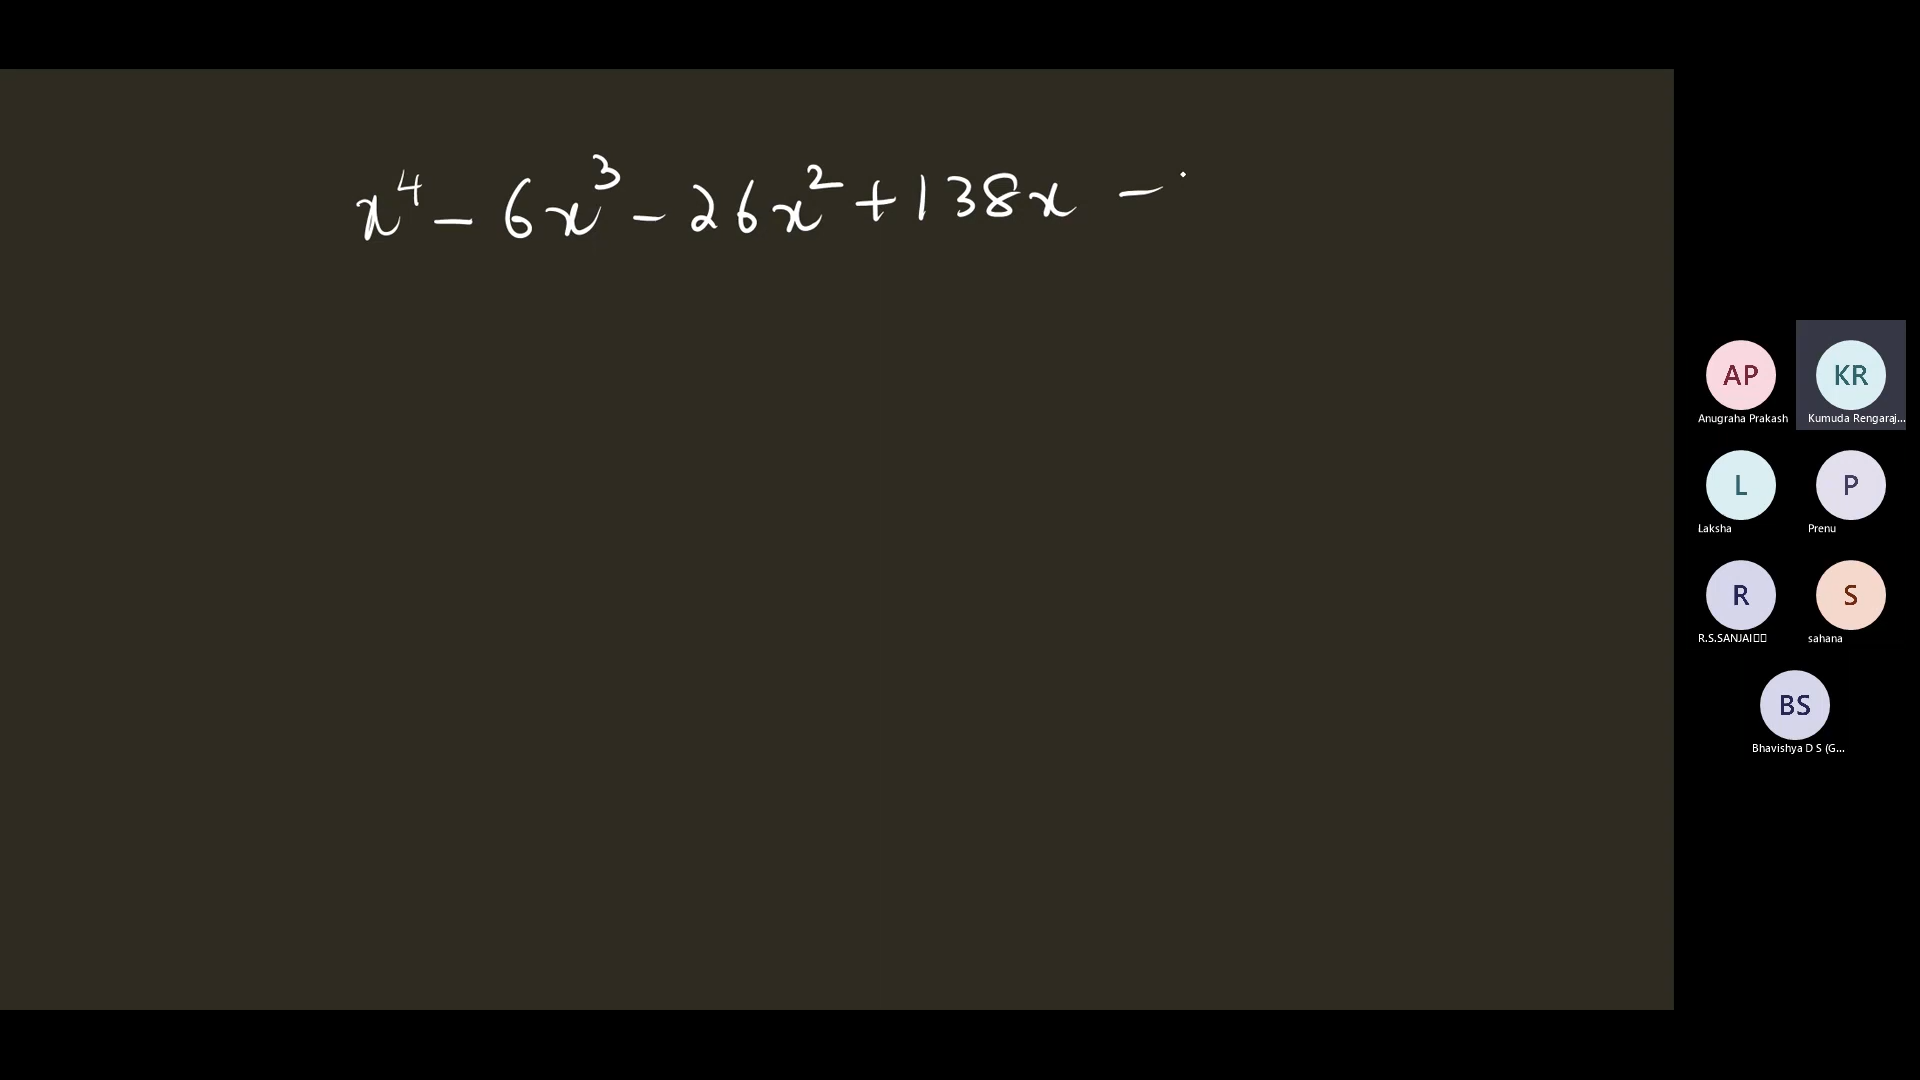 x⁴ – 6x³ – 26x² + 138x –
AP
KR
Anugraha Prakash
Kumuda Rengaraj...
L
P
Laksha
Prenu
R
S
R.S.SANJAI
sahana
BS
Bhavishya D S (G...